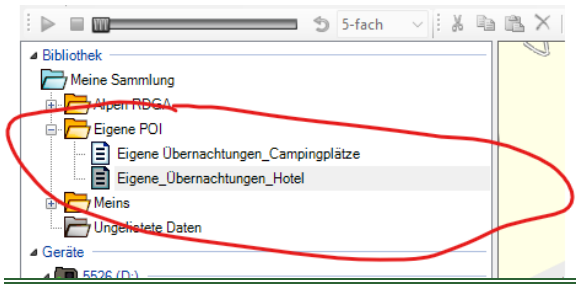 5-fach
Bibliothek
Meine Sammlung
Alpen RDGA
Eigene POI
Eigene Übernachtungen_Campingplätze
Eigene_Übernachtungen_Hotel
Meins
Ungelistete Daten
Geräte
5526 (D:)